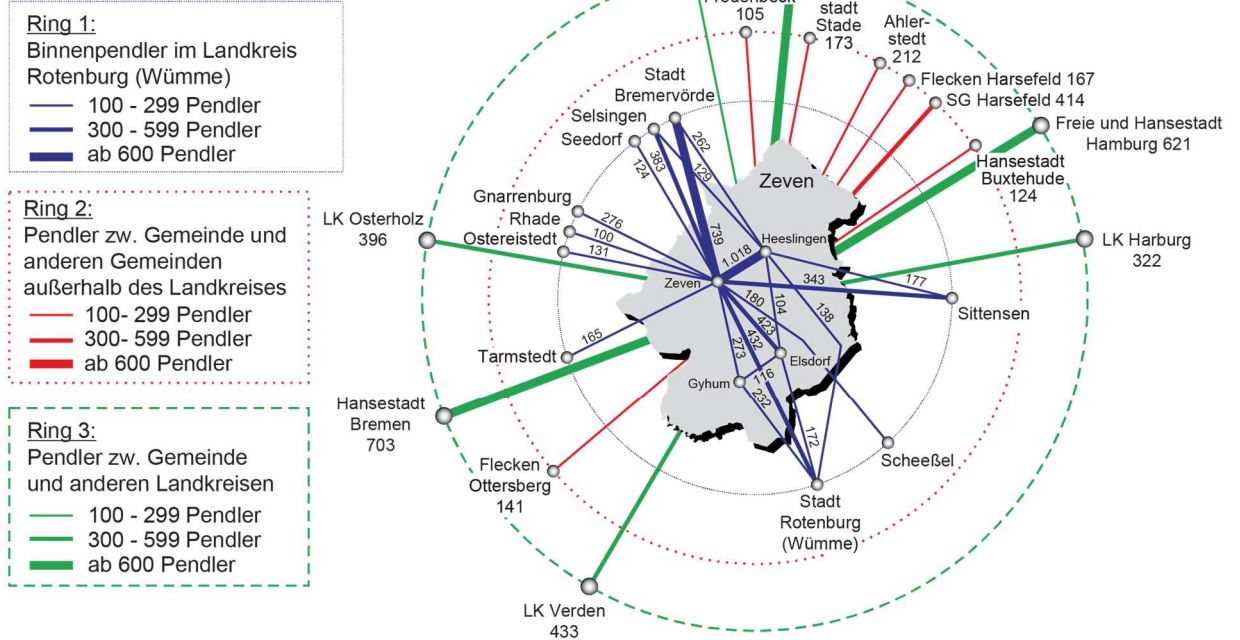 Ring 1:
Binnenpendler im Landkreis
Rotenburg (Wümme)
100 - 299 Pendler
300 - 599 Pendler
ab 600 Pendler
Ring 2:
Pendler zw. Gemeinde und
anderen Gemeinden
außerhalb des Landkreises
100- 299 Pendler
300- 599 Pendler
ab 600 Pendler
Ring 3:
Pendler zw. Gemeinde
und anderen Landkreisen
100 - 299 Pendler
300 - 599 Pendler
ab 600 Pendler
105
stadt
Stade
173
Ahler-
stedt
212
Flecken Harsefeld 167
SG Harsefeld 414
Freie und Hansestadt
Hamburg 621
Hansestadt
Buxtehude
124
LK Harburg
322
Stadt
Bremervörde
Selsingen
Seedorf
Gnarrenburg
Rhade
Ostereistedt
LK Osterholz
396
Tarmstedt
Hansestadt
Bremen
703
Flecken
Ottersberg
141
LK Verden
433
Stadt
Rotenburg
(Wümme)
Scheeßel
Sittensen
Zeven
Heeslingen
Zeven
Elsdorf
Gyhum
262
129
383
124
739
276
100
131
165
1.018
343
177
180
104
138
423
432
273
116
232
172